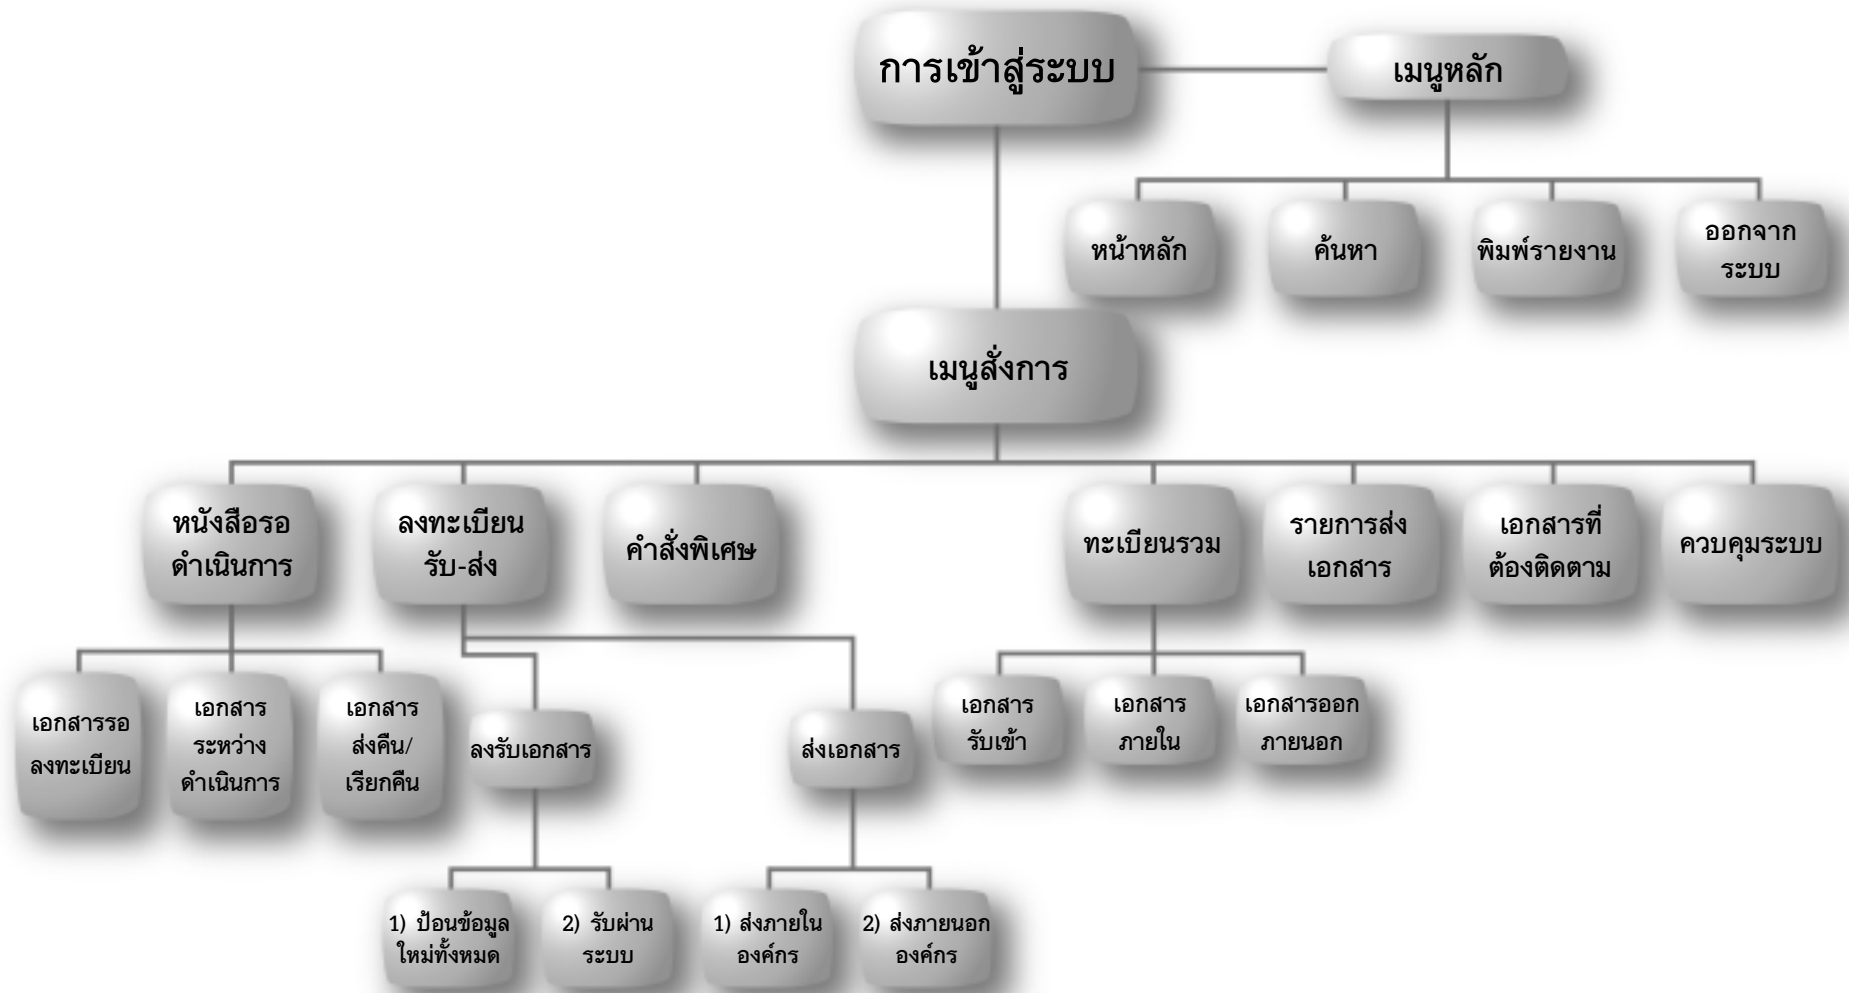 การเข้าสู่ระบบ
เมนูหลัก
หน้าหลัก
ค้นหา
พิมพ์รายงาน
ออกจาก
ระบบ
เมนูสั่งการ
หนังสือรอ
ดำเนินการ
ลงทะเบียน
รับ-ส่ง
คำสั่งพิเศษ
ทะเบียนรวม
รายการส่ง
เอกสาร
เอกสารที่
ต้องติดตาม
ควบคุมระบบ
เอกสารรอ
ลงทะเบียน
เอกสาร
ระหว่าง
ดำเนินการ
เอกสาร
ส่งคืน/
เรียกคืน
ลงรับเอกสาร
ส่งเอกสาร
เอกสาร
รับเข้า
เอกสาร
ภายใน
เอกสารออก
ภายนอก
1) ป้อนข้อมูล
ใหม่ทั้งหมด
2) รับผ่าน
ระบบ
1) ส่งภายใน
องค์กร
2) ส่งภายนอก
องค์กร